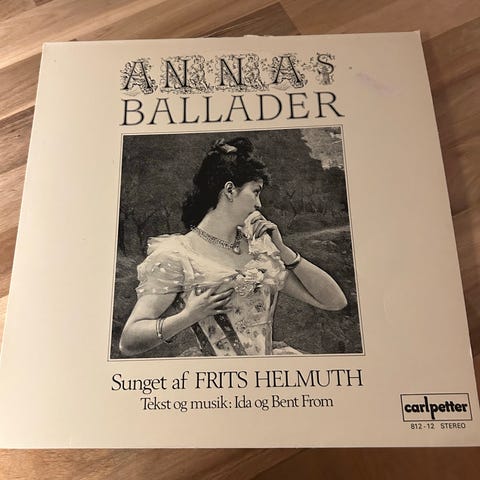 ANNAS
BALLADER
Sunget af FRITS HELMUTH
Tekst og musik: Ida og Bent From
carlpetter
812-12 STEREO